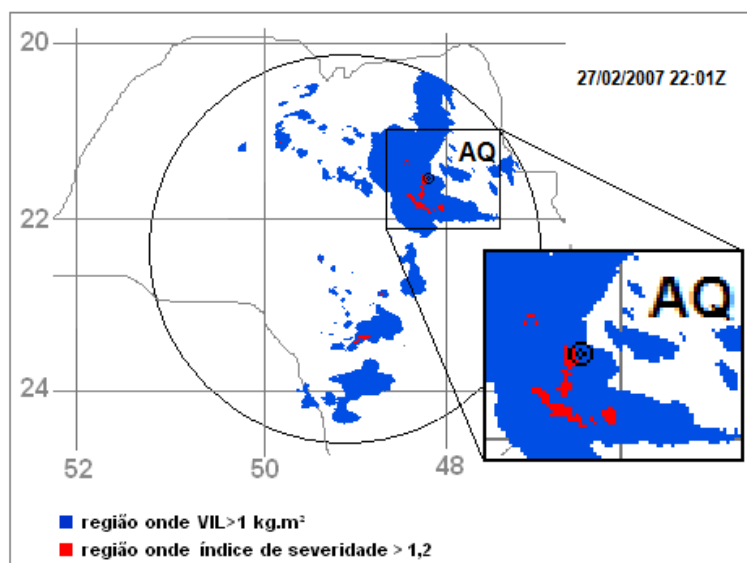 20
27/02/2007 22:01Z
AQ
22
AQ
24
52
50
48
região onde VIL>1 kg.m²
região onde índice de severidade > 1,2